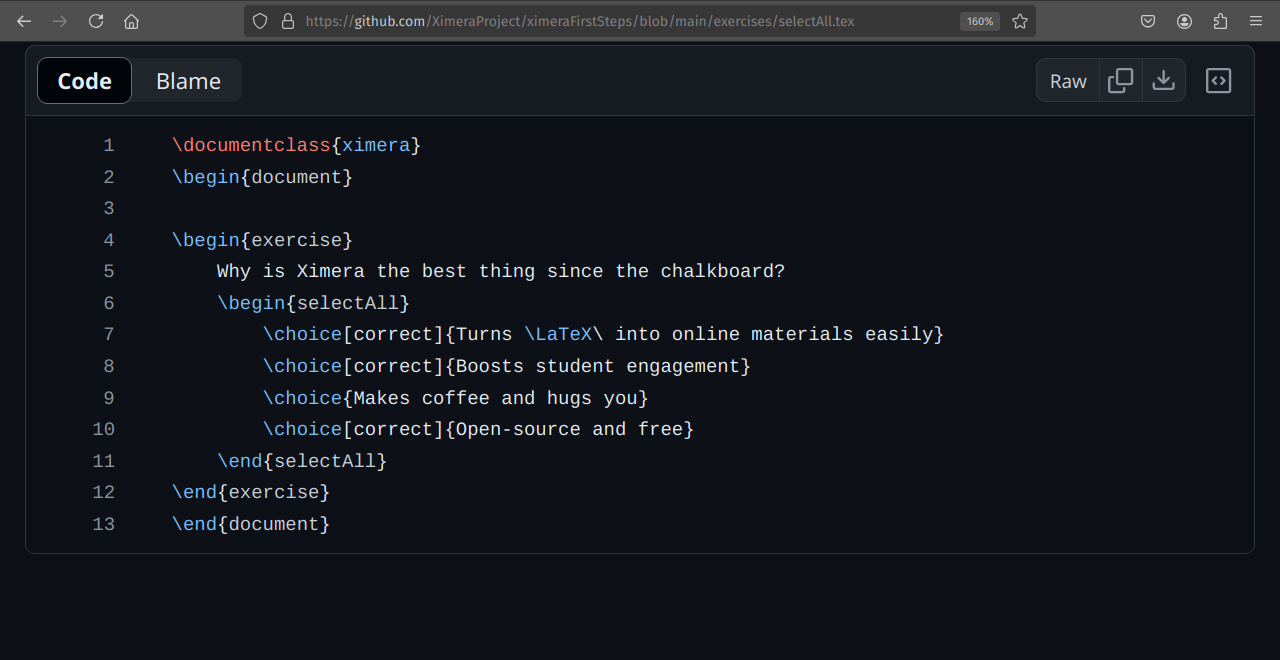 https://github.com/XimeraProject/ximeraFirstSteps/blob/main/exercises/selectAll.tex 160%
Code Blame Raw
1 \documentclass{ximera}
2 \begin{document}
3
4 \begin{exercise}
5 Why is Ximera the best thing since the chalkboard?
6 \begin{selectAll}
7 \choice[correct]{Turns \LaTeX\ into online materials easily}
8 \choice[correct]{Boosts student engagement}
9 \choice{Makes coffee and hugs you}
10 \choice[correct]{Open-source and free}
11 \end{selectAll}
12 \end{exercise}
13 \end{document}